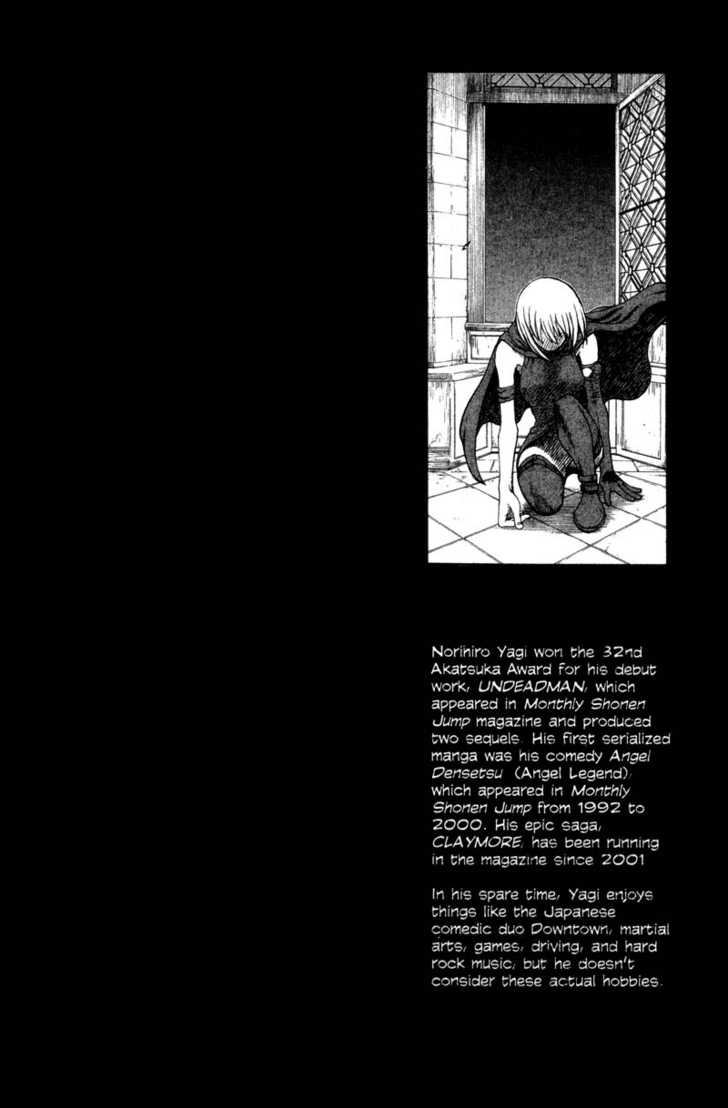 Norihiro Yagi won the 32nd
Akatsuka Award for his debut
work, UNDEADMAN, which
appeared in Monthly Shonen
Jump magazine and produced
two sequels. His first serialized
manga was his comedy Angel
Densetsu (Angel Legend),
which appeared in Monthly
Shonen Jump from 1992 to
2000. His epic saga,
CLAYMORE, has been running
in the magazine since 2001
In his spare time, Yagi enjoys
things like the Japanese
comedic duo Downtown, martial
arts, games, driving, and hard
rock music, but he doesn't
consider these actual hobbies.